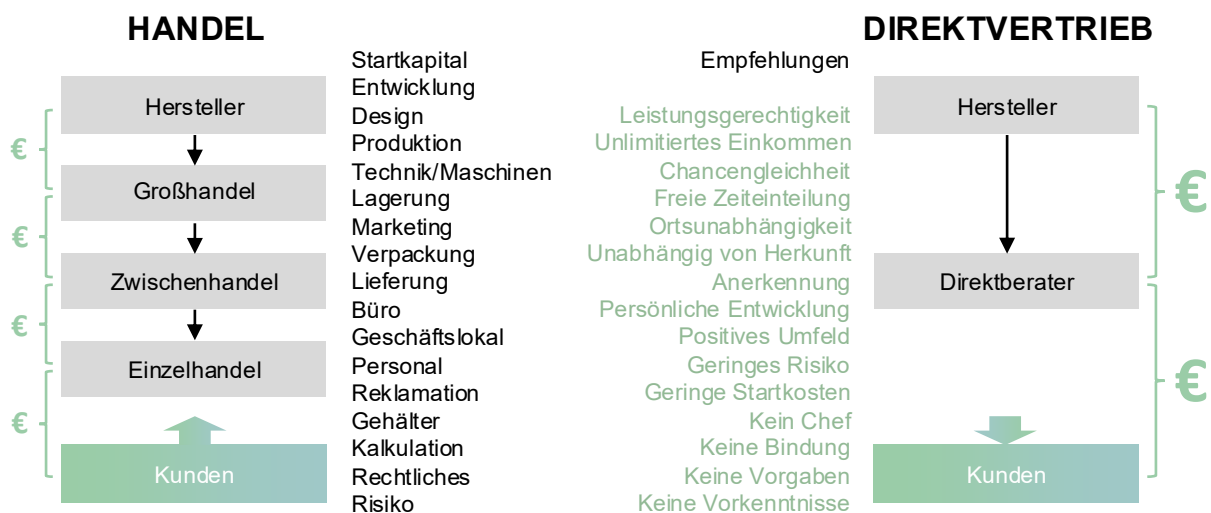 HANDEL
Hersteller
Großhandel
Zwischenhandel
Einzelhandel
Kunden
€
€
€
€
Startkapital
Entwicklung
Design
Produktion
Technik/Maschinen
Lagerung
Marketing
Verpackung
Lieferung
Büro
Geschäftslokal
Personal
Reklamation
Gehälter
Kalkulation
Rechtliches
Risiko
DIREKTVERTRIEB
Empfehlungen
Leistungsgerechtigkeit
Unlimitiertes Einkommen
Chancengleichheit
Freie Zeiteinteilung
Ortsunabhängigkeit
Unabhängig von Herkunft
Anerkennung
Persönliche Entwicklung
Positives Umfeld
Geringes Risiko
Geringe Startkosten
Kein Chef
Keine Bindung
Keine Vorgaben
Keine Vorkenntnisse
Hersteller
Direktberater
Kunden
€
€